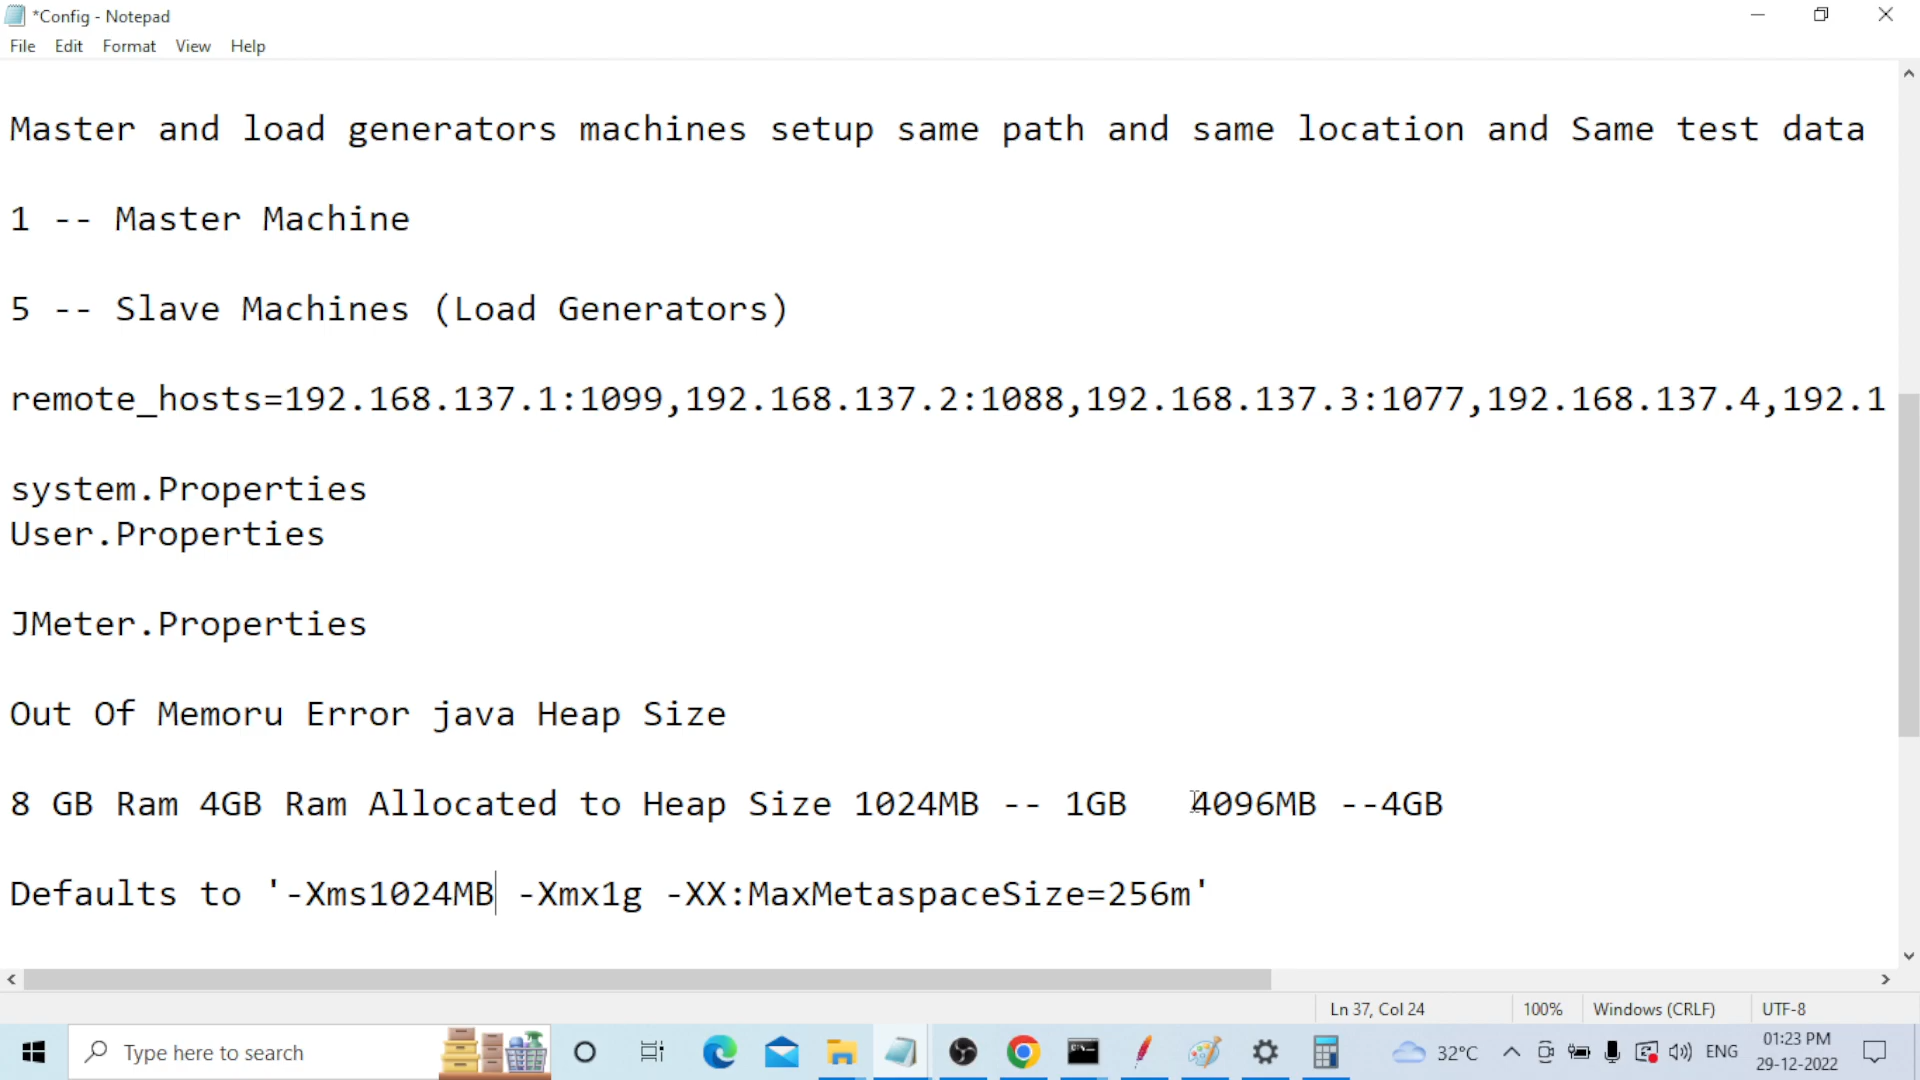 *Config - Notepad
File Edit Format View Help
Master and load generators machines setup same path and same location and Same test data
1 -- Master Machine
5 -- Slave Machines (Load Generators)
remote_hosts=192.168.137.1:1099,192.168.137.2:1088,192.168.137.3:1077,192.168.137.4,192.1
system.Properties
User.Properties
JMeter.Properties
Out Of Memoru Error java Heap Size
8 GB Ram 4GB Ram Allocated to Heap Size 1024MB -- 1GB 4096MB --4GB
Defaults to '-Xms1024MB -Xmx1g -XX:MaxMetaspaceSize=256m'
Ln 37, Col 24 100% Windows (CRLF) UTF-8
Type here to search
32°C
ENG
01:23 PM
29-12-2022